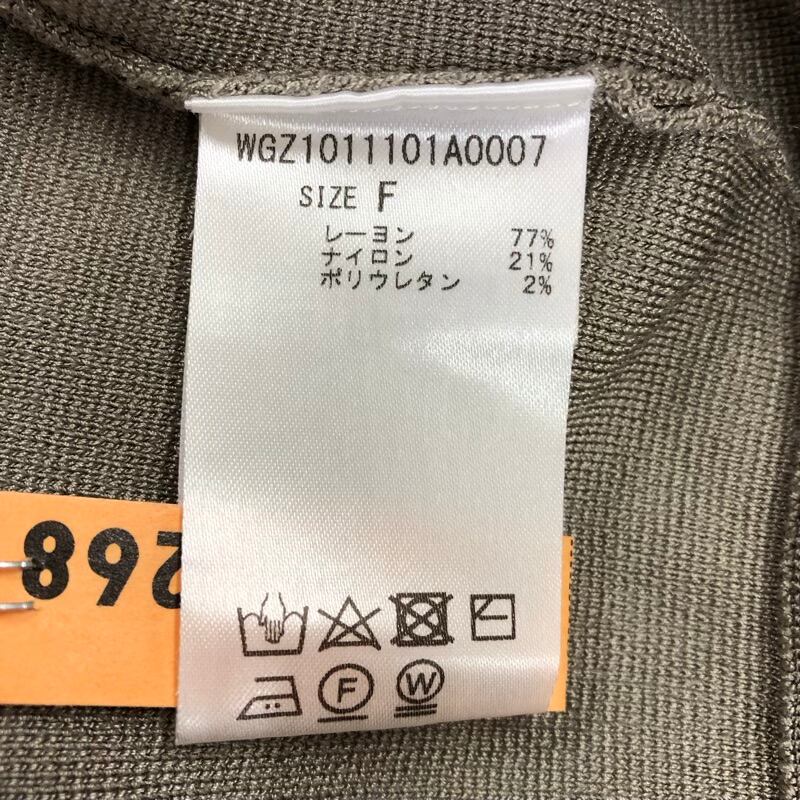 WGZ1011101A0007
SIZE F
レーヨン 77%
ナイロン 21%
ポリウレタン 2%
F W